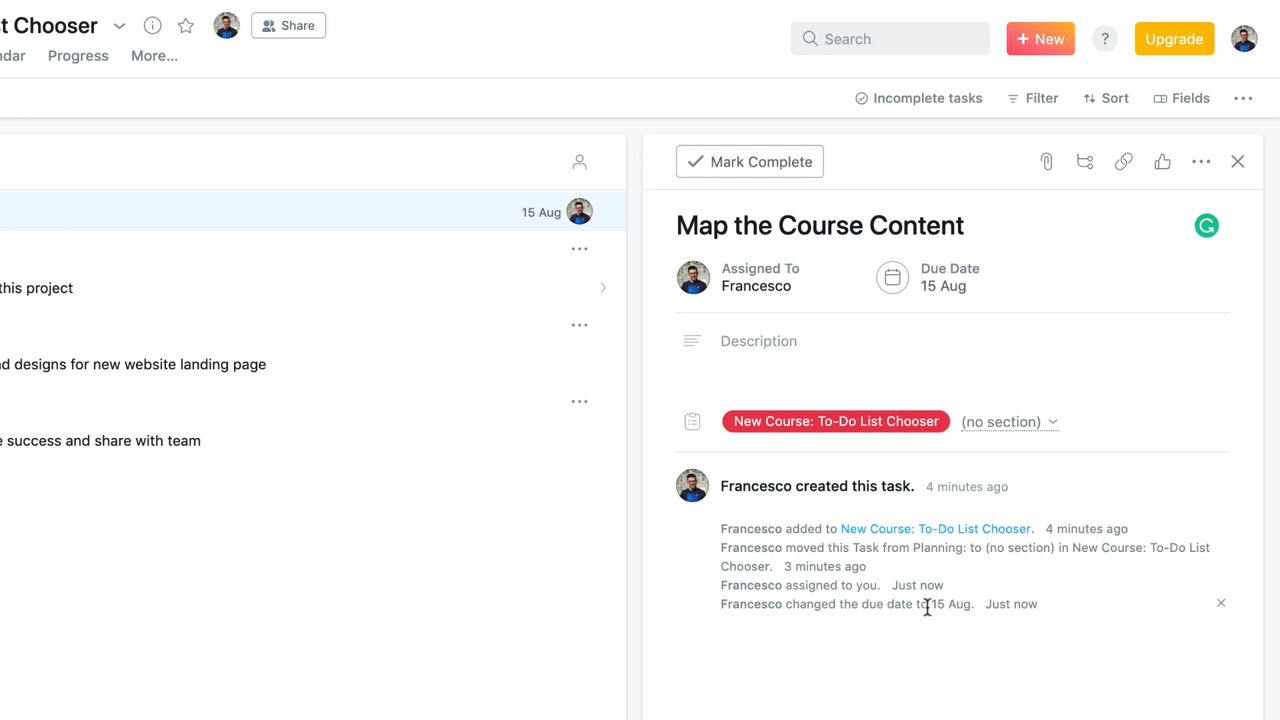 t Chooser
Share
Search
+ New
?
Upgrade
dar
Progress
More...
Incomplete tasks
Filter
Sort
Fields
Mark Complete
15 Aug
Map the Course Content
Assigned To
Francesco
Due Date
15 Aug
this project
Description
d designs for new website landing page
New Course: To-Do List Chooser
(no section)
e success and share with team
Francesco created this task. 4 minutes ago
Francesco added to New Course: To-Do List Chooser. 4 minutes ago
Francesco moved this Task from Planning: to (no section) in New Course: To-Do List
Chooser. 3 minutes ago
Francesco assigned to you. Just now
Francesco changed the due date to 15 Aug. Just now